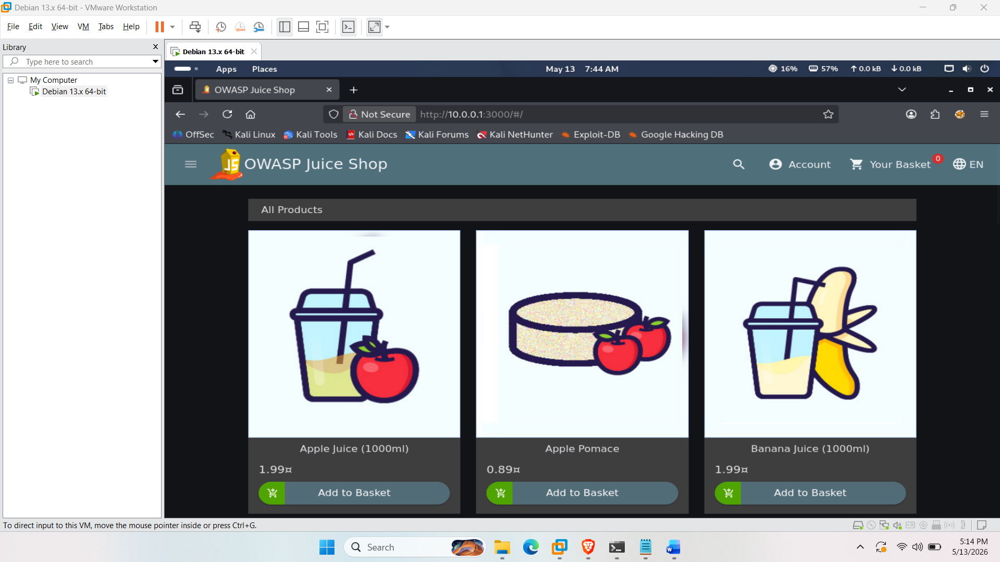 Debian 13.x 64-bit - VMware Workstation
File Edit View VM Tabs Help
Library
Type here to search
My Computer
Debian 13.x 64-bit
Debian 13.x 64-bit
Apps Places May 13 7:44 AM 16% 57% ↑0.0 kB ↓0.0 kB
OWASP Juice Shop
Not Secure http://10.0.0.1:3000/#/
OffSec Kali Linux Kali Tools Kali Docs Kali Forums Kali NetHunter Exploit-DB Google Hacking DB
JS OWASP Juice Shop Account Your Basket 0 EN
All Products
Apple Juice (1000ml)
1.99¤
Add to Basket
Apple Pomace
0.89¤
Add to Basket
Banana Juice (1000ml)
1.99¤
Add to Basket
To direct input to this VM, move the mouse pointer inside or press Ctrl+G.
Search
5:14 PM
5/13/2026